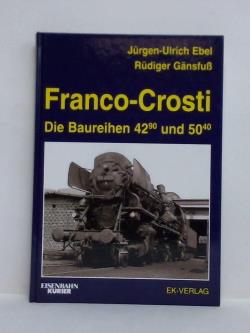 Jürgen-Ulrich Ebel
Rüdiger Gänsfuß
Franco-Crosti
Die Baureihen 42⁹⁰ und 50⁴⁰
EISENBAHN
KURIER
EK-VERLAG